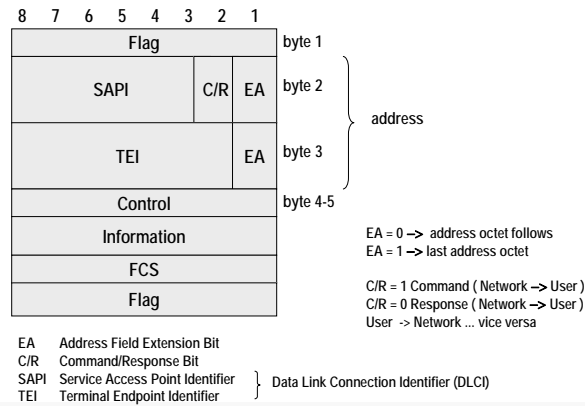 8 7 6 5 4 3 2 1
Flag byte 1
SAPI C/R EA byte 2
address
TEI EA byte 3
Control byte 4-5
Information
EA = 0 –> address octet follows
EA = 1 –> last address octet
FCS
C/R = 1 Command ( Network –> User )
Flag
C/R = 0 Response ( Network –> User )
User -> Network ... vice versa
EA Address Field Extension Bit
C/R Command/Response Bit
SAPI Service Access Point Identifier
Data Link Connection Identifier (DLCI)
TEI Terminal Endpoint Identifier